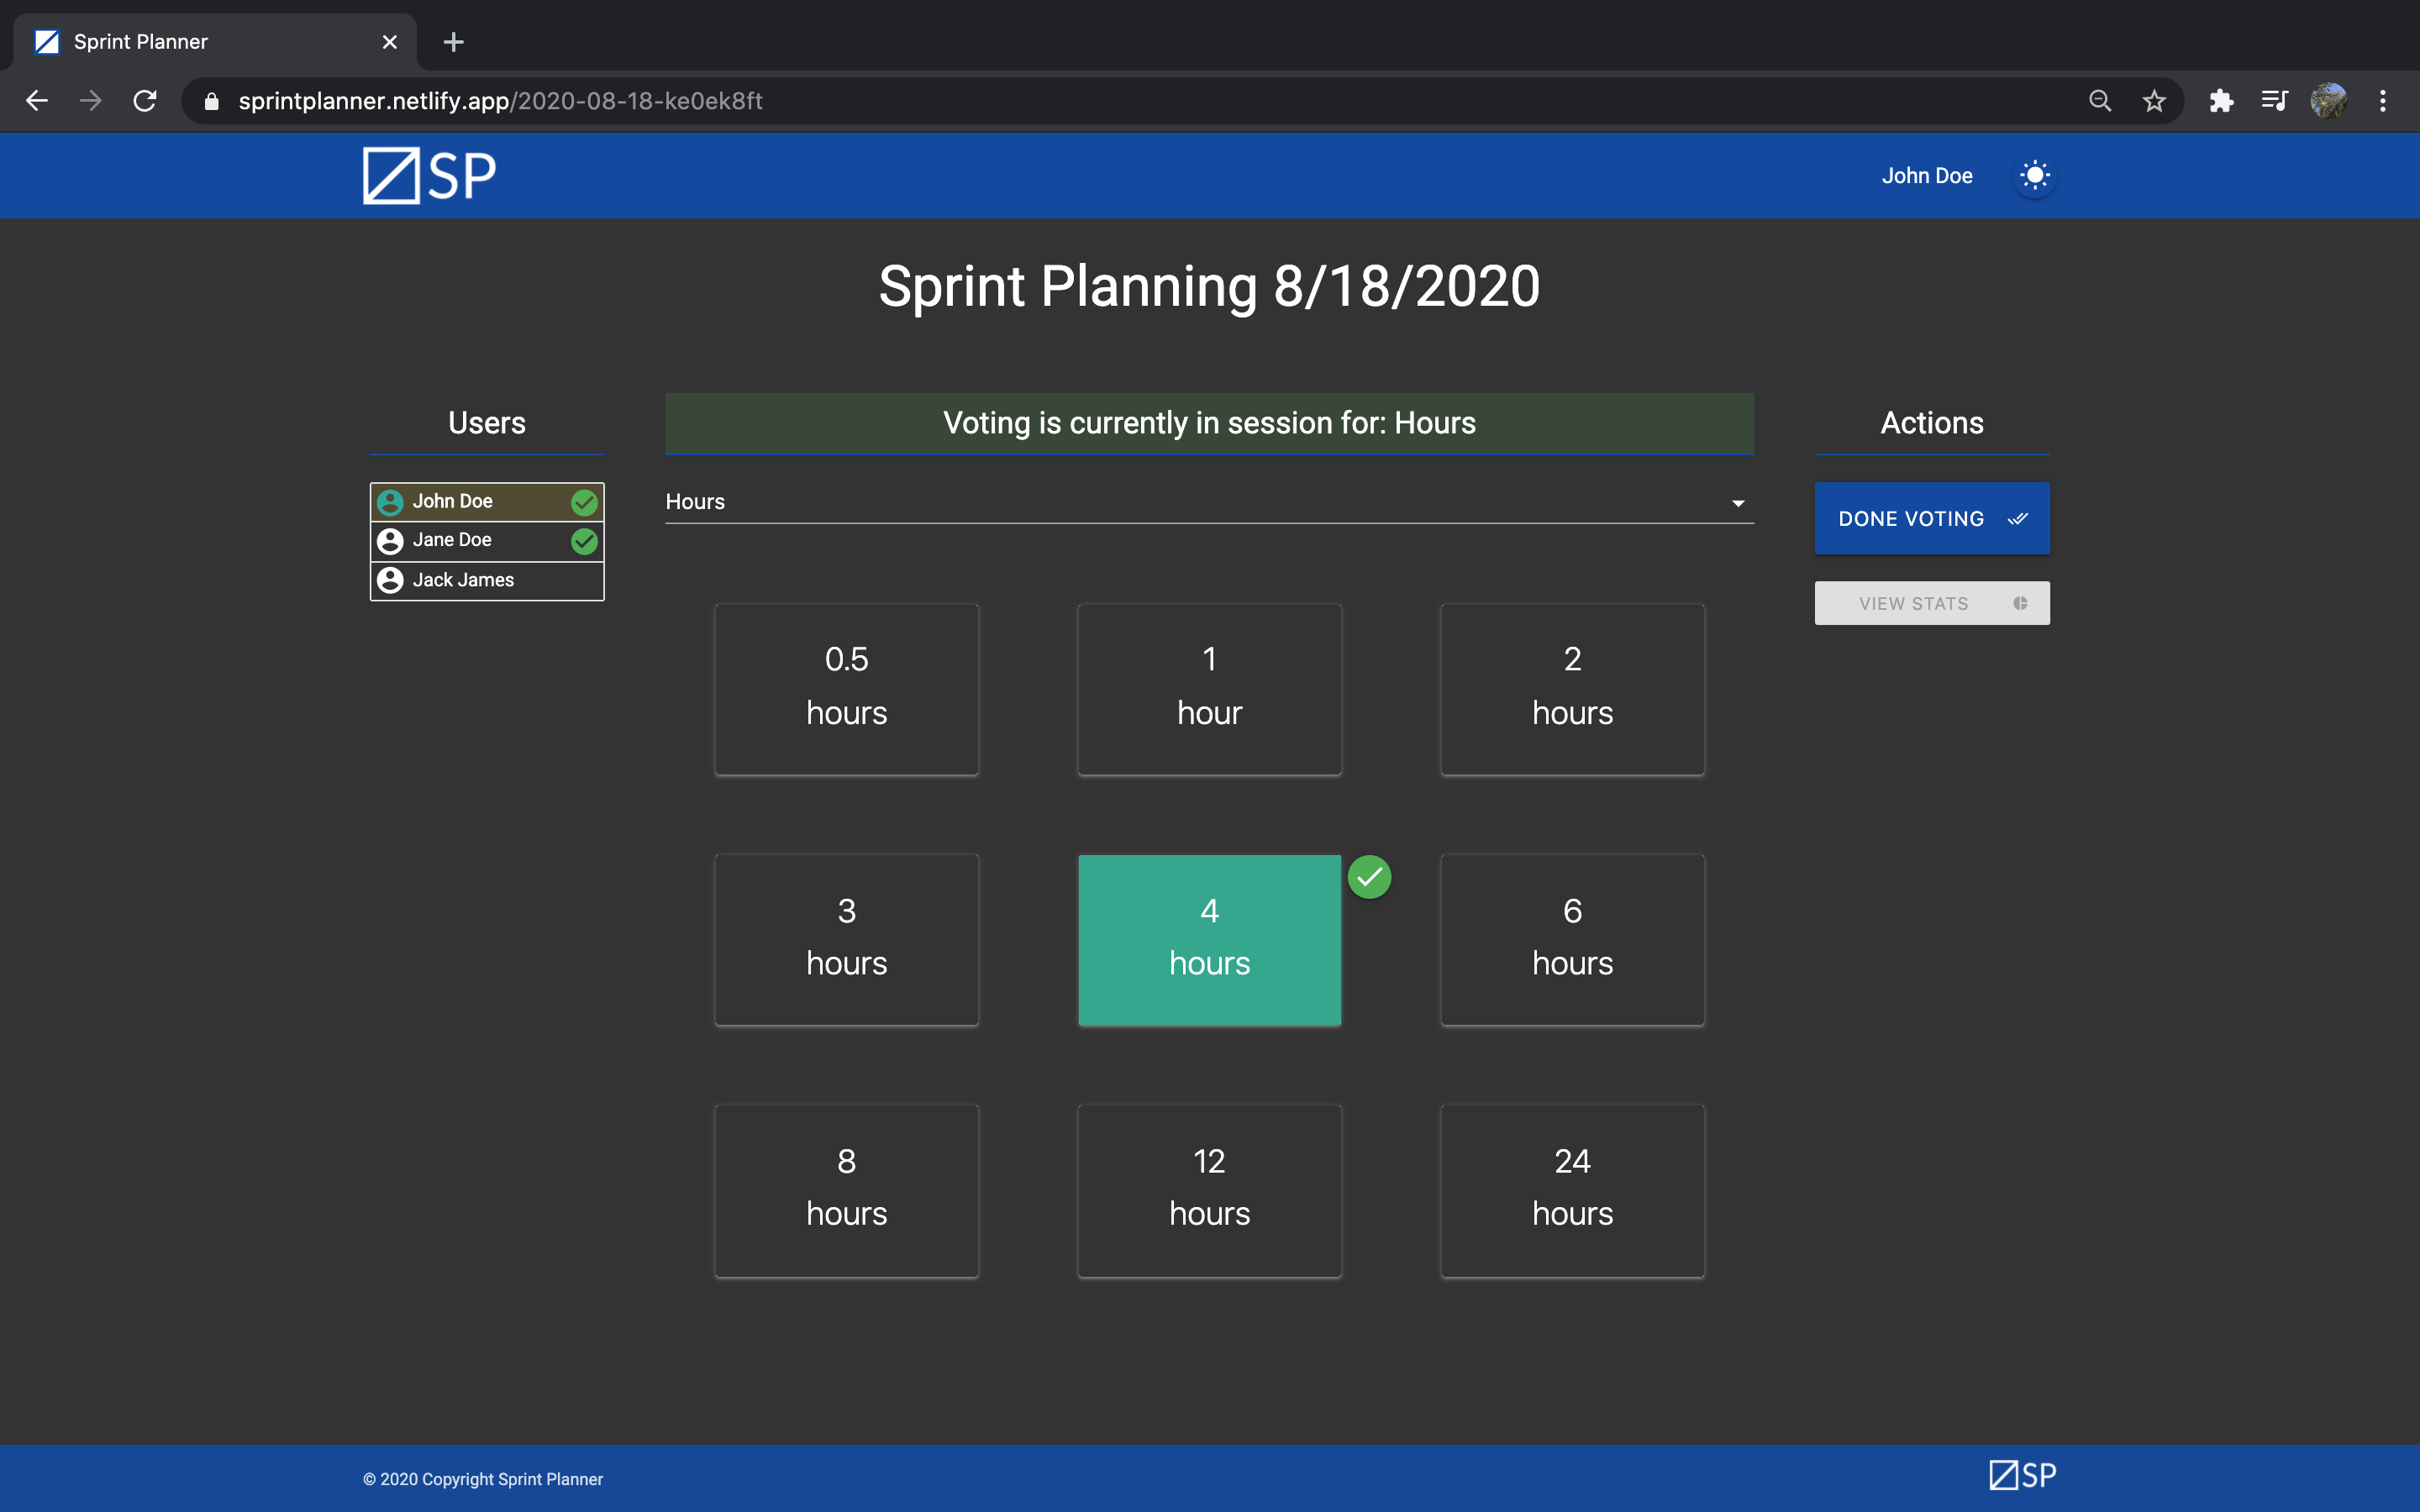 Sprint Planner
sprintplanner.netlify.app/2020-08-18-ke0ek8ft
SP
John Doe
Sprint Planning 8/18/2020
Users
John Doe
Jane Doe
Jack James
Voting is currently in session for: Hours
Hours
0.5
hours
1
hour
2
hours
3
hours
4
hours
6
hours
8
hours
12
hours
24
hours
Actions
DONE VOTING
VIEW STATS
© 2020 Copyright Sprint Planner
SP